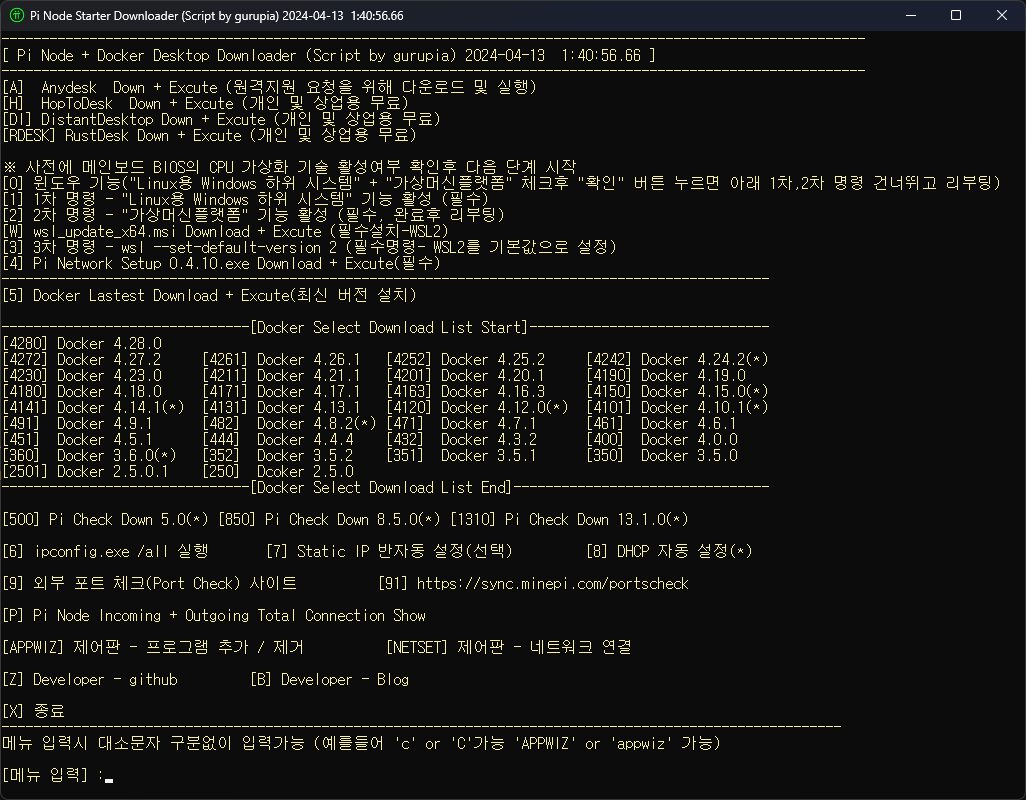 Pi Node Starter Downloader (Script by gurupia) 2024-04-13  1:40:56.66
[ Pi Node + Docker Desktop Downloader (Script by gurupia) 2024-04-13  1:40:56.66 ]
[A]  Anydesk  Down + Excute (원격지원 요청을 위해 다운로드 및 실행)
[H]  HopToDesk  Down + Excute (개인 및 상업용 무료)
[DI] DistantDesktop Down + Excute (개인 및 상업용 무료)
[RDESK] RustDesk Down + Excute (개인 및 상업용 무료)
※ 사전에 메인보드 BIOS의 CPU 가상화 기술 활성여부 확인후 다음 단계 시작
[0] 윈도우 기능("Linux용 Windows 하위 시스템" + "가상머신플랫폼" 체크후 "확인" 버튼 누르면 아래 1차,2차 명령 건너뛰고 리부팅)
[1] 1차 명령 - "Linux용 Windows 하위 시스템" 기능 활성 (필수)
[2] 2차 명령 - "가상머신플랫폼" 기능 활성 (필수, 완료후 리부팅)
[W] wsl_update_x64.msi Download + Excute (필수설치-WSL2)
[3] 3차 명령 - wsl --set-default-version 2 (필수명령- WSL2를 기본값으로 설정)
[4] Pi Network Setup 0.4.10.exe Download + Excute(필수)
[5] Docker Lastest Download + Excute(최신 버전 설치)
-------------------------------[Docker Select Download List Start]------------------------------
[4280] Docker 4.28.0
[4272] Docker 4.27.2     [4261] Docker 4.26.1   [4252] Docker 4.25.2     [4242] Docker 4.24.2(*)
[4230] Docker 4.23.0     [4211] Docker 4.21.1   [4201] Docker 4.20.1     [4190] Docker 4.19.0
[4180] Docker 4.18.0     [4171] Docker 4.17.1   [4163] Docker 4.16.3     [4150] Docker 4.15.0(*)
[4141] Docker 4.14.1(*)  [4131] Docker 4.13.1   [4120] Docker 4.12.0(*)  [4101] Docker 4.10.1(*)
[491]  Docker 4.9.1      [482]  Docker 4.8.2(*) [471]  Docker 4.7.1      [461]  Docker 4.6.1
[451]  Docker 4.5.1      [444]  Docker 4.4.4    [432]  Docker 4.3.2      [400]  Docker 4.0.0
[360]  Docker 3.6.0(*)   [352]  Docker 3.5.2    [351]  Docker 3.5.1      [350]  Docker 3.5.0
[2501] Docker 2.5.0.1    [250]  Dcoker 2.5.0
-------------------------------[Docker Select Download List End]--------------------------------
[500] Pi Check Down 5.0(*) [850] Pi Check Down 8.5.0(*) [1310] Pi Check Down 13.1.0(*)
[6] ipconfig.exe /all 실행       [7] Static IP 반자동 설정(선택)         [8] DHCP 자동 설정(*)
[9] 외부 포트 체크(Port Check) 사이트          [91] https://sync.minepi.com/portscheck
[P] Pi Node Incoming + Outgoing Total Connection Show
[APPWIZ] 제어판 - 프로그램 추가 / 제거          [NETSET] 제어판 - 네트워크 연결
[Z] Developer - github         [B] Developer - Blog
[X] 종료
메뉴 입력시 대소문자 구분없이 입력가능 (예를들어 'c' or 'C'가능 'APPWIZ' or 'appwiz' 가능)
[메뉴 입력] :